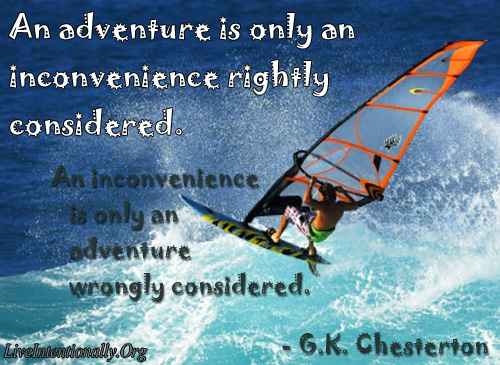 An adventure is only an
inconvenience rightly
considered.
An inconvenience
is only an
adventure
wrongly considered.
- G.K. Chesterton
LiveIntentionally.Org